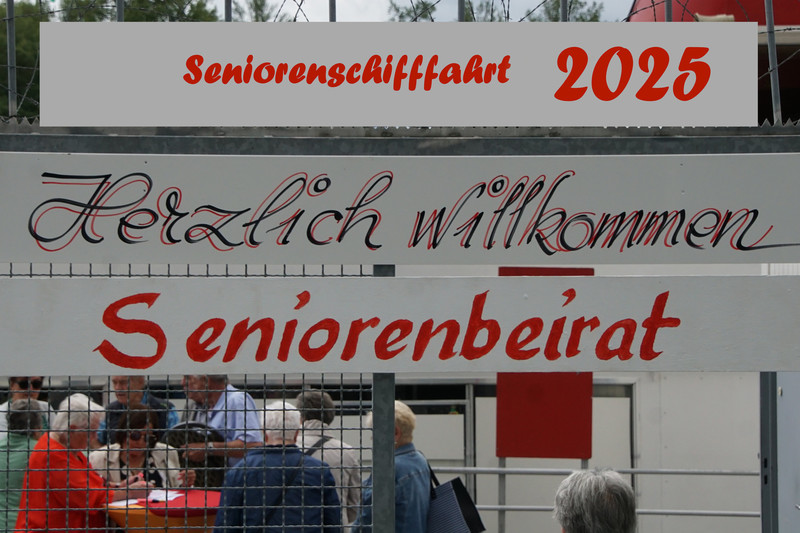 Seniorenschifffahrt 2025
Herzlich willkommen
Seniorenbeirat